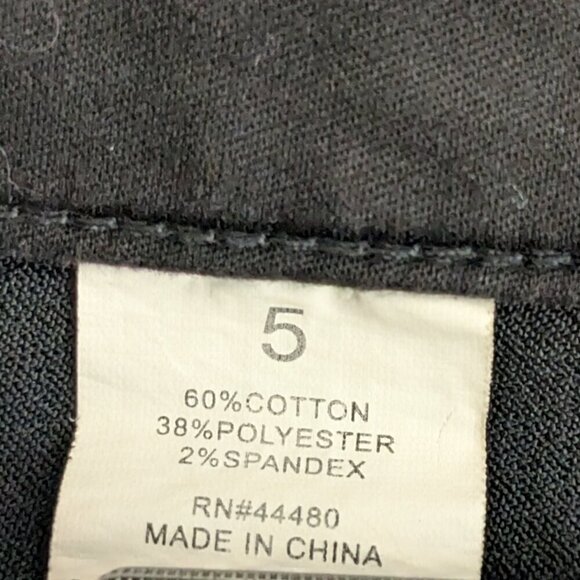 5
60%COTTON
38%POLYESTER
2%SPANDEX
RN#44480
MADE IN CHINA